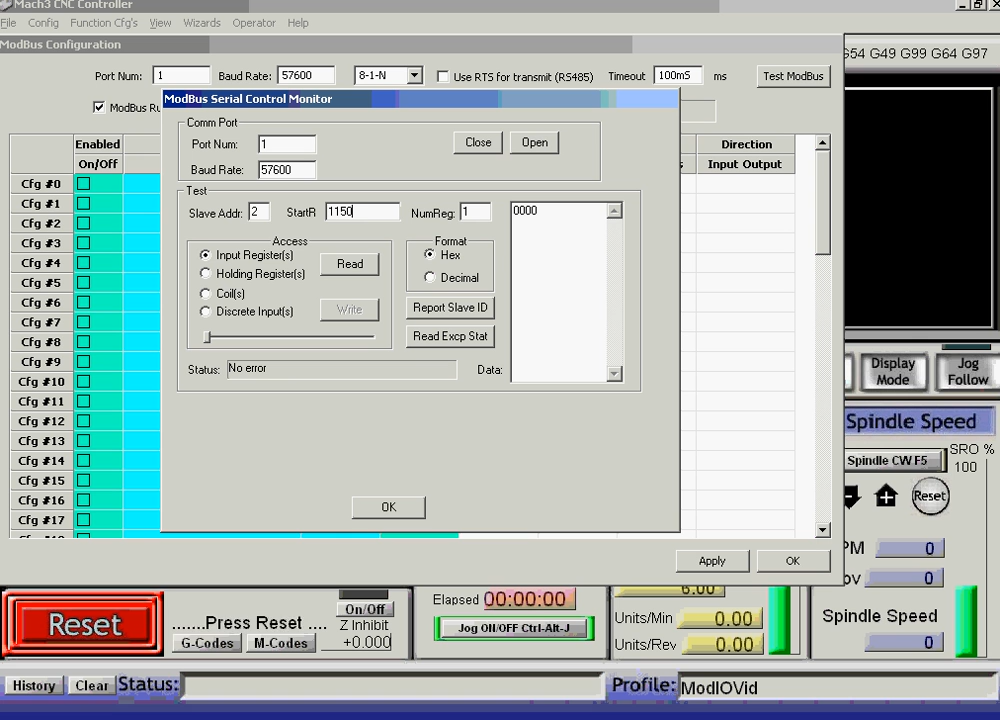 Mach3 CNC Controller
File Config Function Cfg's View Wizards Operator Help
ModBus Configuration
G54 G49 G99 G64 G97
Port Num: 1 Baud Rate: 57600 8-1-N Use RTS for transmit (RS485) Timeout 100mS ms Test ModBus
ModBus Ru
ModBus Serial Control Monitor
Comm Port
Port Num: 1 Close Open
Baud Rate: 57600
Test
Slave Addr: 2 StartR 1150 NumReg: 1 0000
Access
Input Register(s)
Holding Register(s)
Coil(s)
Discrete Input(s)
Read
Write
Format
Hex
Decimal
Report Slave ID
Read Excp Stat
Status: No error Data:
OK
Enabled Direction
On/Off Input Output
Cfg #0
Cfg #1
Cfg #2
Cfg #3
Cfg #4
Cfg #5
Cfg #6
Cfg #7
Cfg #8
Cfg #9
Cfg #10
Cfg #11
Cfg #12
Cfg #13
Cfg #14
Cfg #15
Cfg #16
Cfg #17
Apply OK
Display Mode
Jog Follow
Spindle Speed
Spindle CW F5
SRO %
100
Reset
PM 0
ov 0
Spindle Speed
0
Reset
.......Press Reset ....
G-Codes M-Codes
On/Off
Z Inhibit
+0.000
Elapsed 00:00:00
Jog ON/OFF Ctrl-Alt-J
6.00
Units/Min 0.00
Units/Rev 0.00
History Clear Status: Profile: ModIOVid